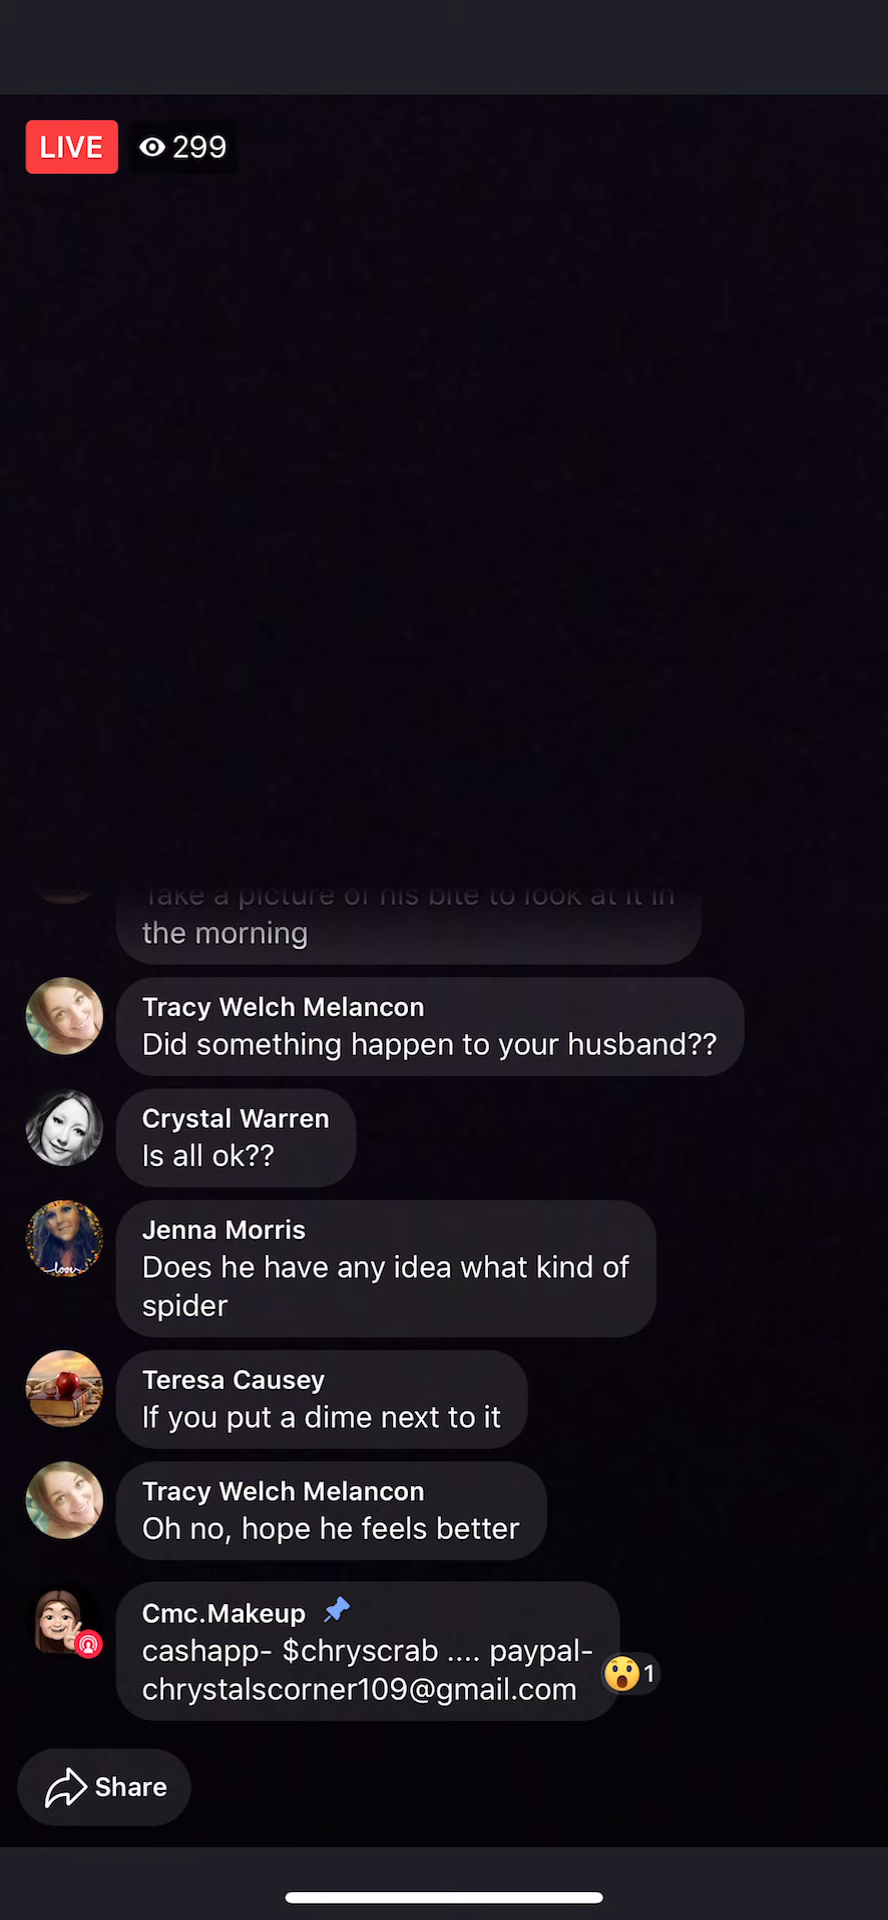 LIVE 299
Take a picture of his bite to look at it in
the morning
Tracy Welch Melancon
Did something happen to your husband??
Crystal Warren
Is all ok??
Jenna Morris
Does he have any idea what kind of
spider
Teresa Causey
If you put a dime next to it
Tracy Welch Melancon
Oh no, hope he feels better
Cmc.Makeup
cashapp- $chryscrab .... paypal-
chrystalscorner109@gmail.com
1
Share